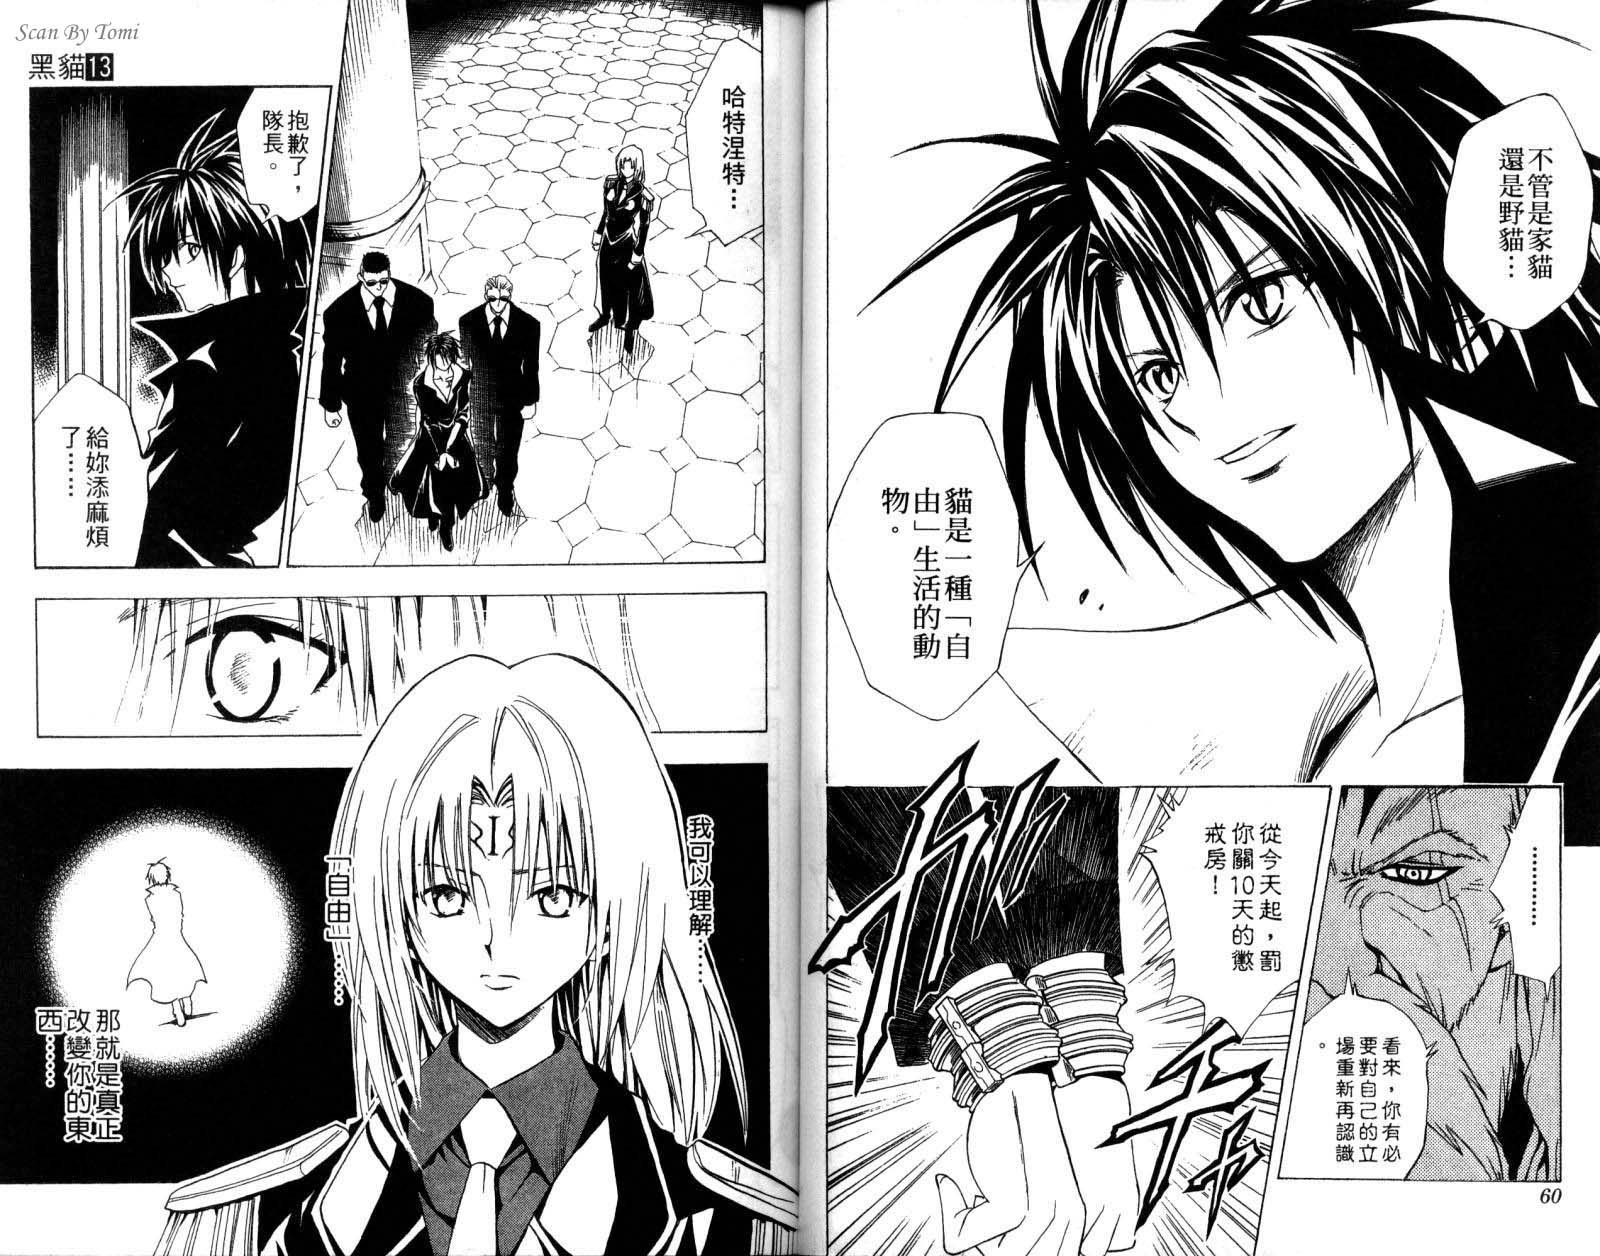 Scan By Tomi
黑貓13
不管是家貓
還是野貓…
貓是一種「自
由」生活的動
物。
…………
看來，你有必
要對自己的立
場重新再認識
。
從今天起，罰
你關10天的懲
戒房！
60
哈特涅特…
抱歉了，
隊長。
給妳添麻煩
了……
我可以理解……
「自由」……
那就是真正
改變你的東
西……